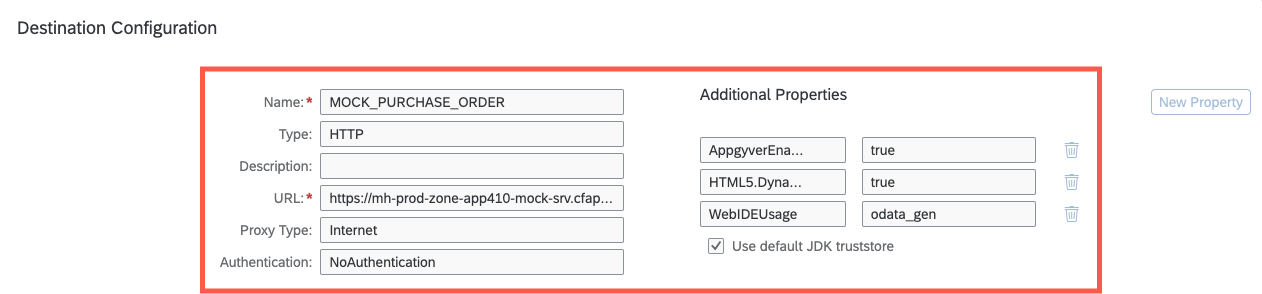 Destination Configuration
Name:* MOCK_PURCHASE_ORDER
Type: HTTP
Description:
URL:* https://mh-prod-zone-app410-mock-srv.cfap...
Proxy Type: Internet
Authentication: NoAuthentication
Additional Properties
New Property
AppgyverEna... true
HTML5.Dyna... true
WebIDEUsage odata_gen
Use default JDK truststore